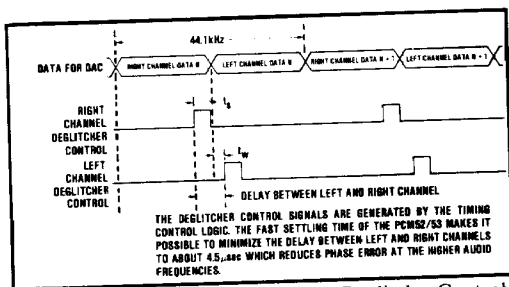 44.1kHz
DATA FOR DAC
RIGHT CHANNEL DATA N
LEFT CHANNEL DATA N
RIGHT CHANNEL DATA N + 1
LEFT CHANNEL DATA N + 1
RIGHT
CHANNEL
DEGLITCHER
CONTROL
ts
LEFT
CHANNEL
DEGLITCHER
CONTROL
tw
DELAY BETWEEN LEFT AND RIGHT CHANNEL
THE DEGLITCHER CONTROL SIGNALS ARE GENERATED BY THE TIMING
CONTROL LOGIC. THE FAST SETTLING TIME OF THE PCM52/53 MAKES IT
POSSIBLE TO MINIMIZE THE DELAY BETWEEN LEFT AND RIGHT CHANNELS
TO ABOUT 4.5µsec WHICH REDUCES PHASE ERROR AT THE HIGHER AUDIO
FREQUENCIES.